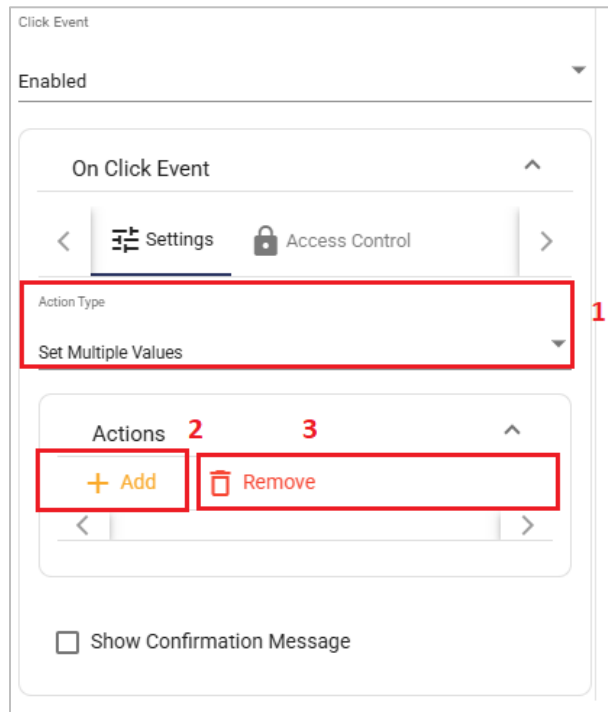 Click Event
Enabled
On Click Event
Settings Access Control
Action Type
1
Set Multiple Values
Actions 2 3
+ Add Remove
Show Confirmation Message